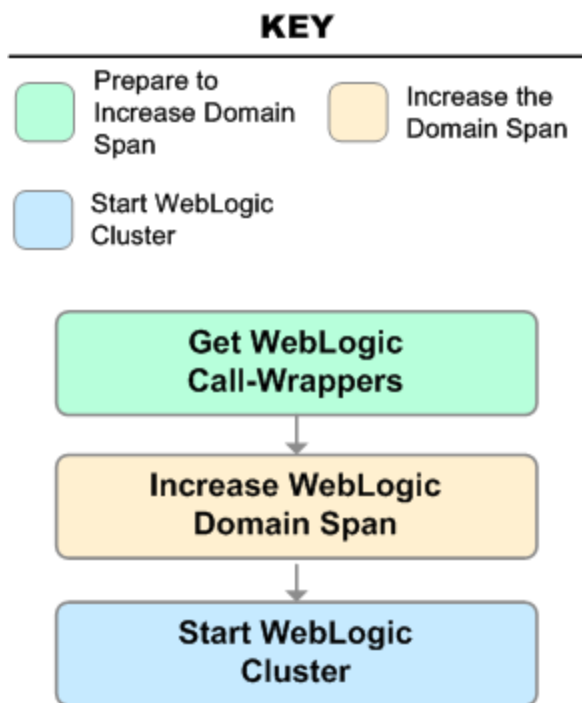 KEY
Prepare to
Increase Domain
Span
Increase the
Domain Span
Start WebLogic
Cluster
Get WebLogic
Call-Wrappers
Increase WebLogic
Domain Span
Start WebLogic
Cluster